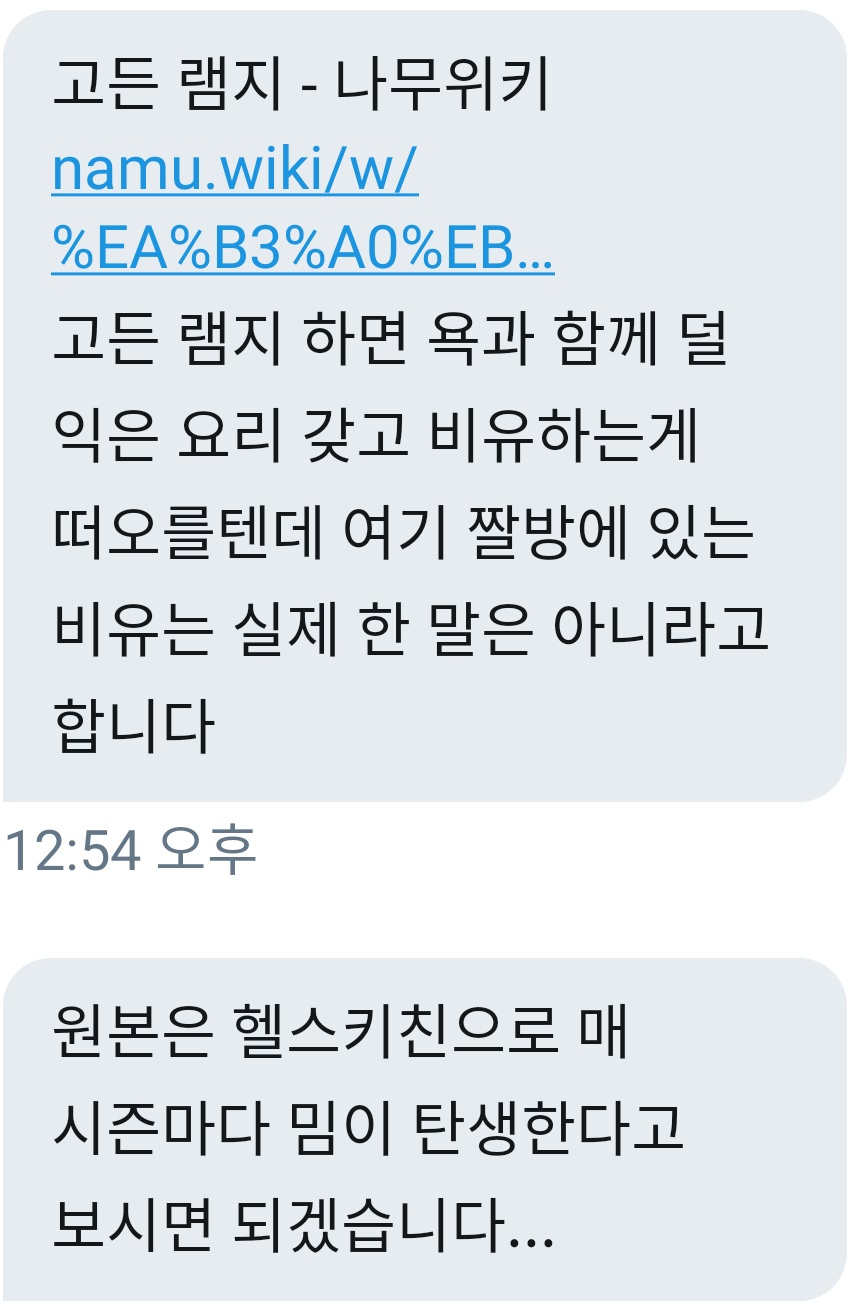 고든 램지 - 나무위키
namu.wiki/w/
%EA%B3%A0%EB…
고든 램지 하면 욕과 함께 덜
익은 요리 갖고 비유하는게
떠오를텐데 여기 짤방에 있는
비유는 실제 한 말은 아니라고
합니다
12:54 오후
원본은 헬스키친으로 매
시즌마다 밈이 탄생한다고
보시면 되겠습니다...